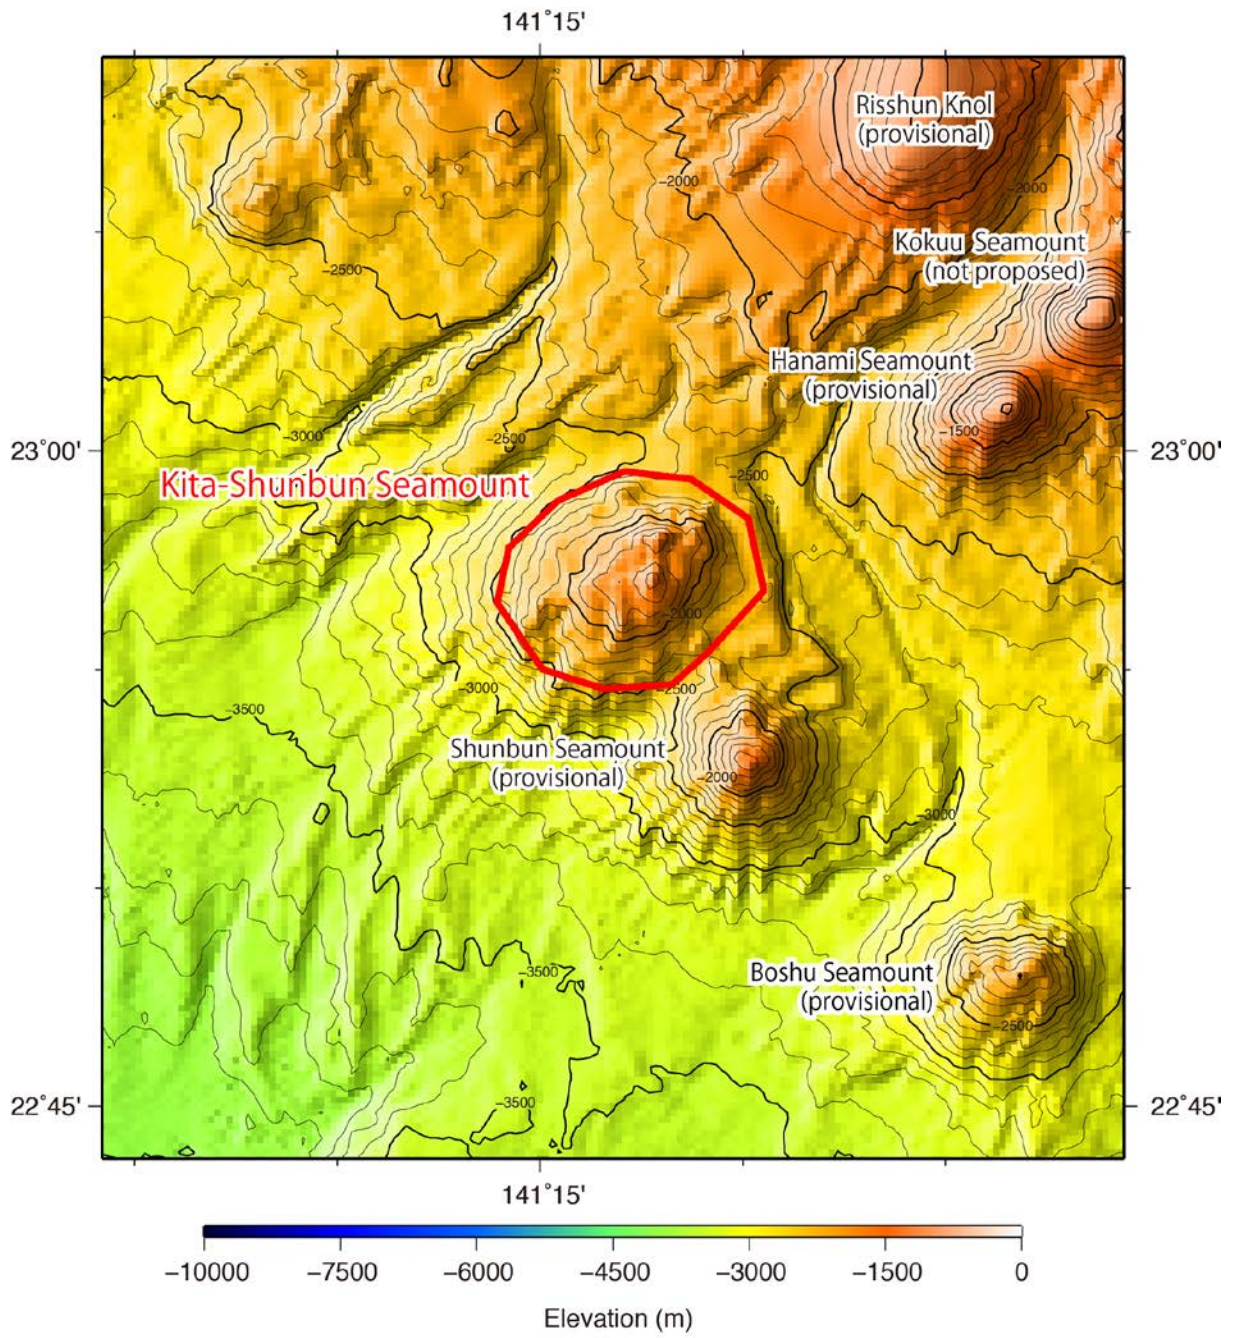 141°15'
Risshun Knol
(provisional)
-2000
-2000
Kokuu Seamount
(not proposed)
-2500
Hanami Seamount
(provisional)
-1500
-3000
-2500
23°00'
23°00'
-2500
Kita-Shunbun Seamount
-2000
-3000
-2500
-3500
Shunbun Seamount
(provisional)
-2000
-3000
-3500
Boshu Seamount
(provisional)
-2500
-3500
22°45'
22°45'
141°15'
-10000 -7500 -6000 -4500 -3000 -1500 0
Elevation (m)